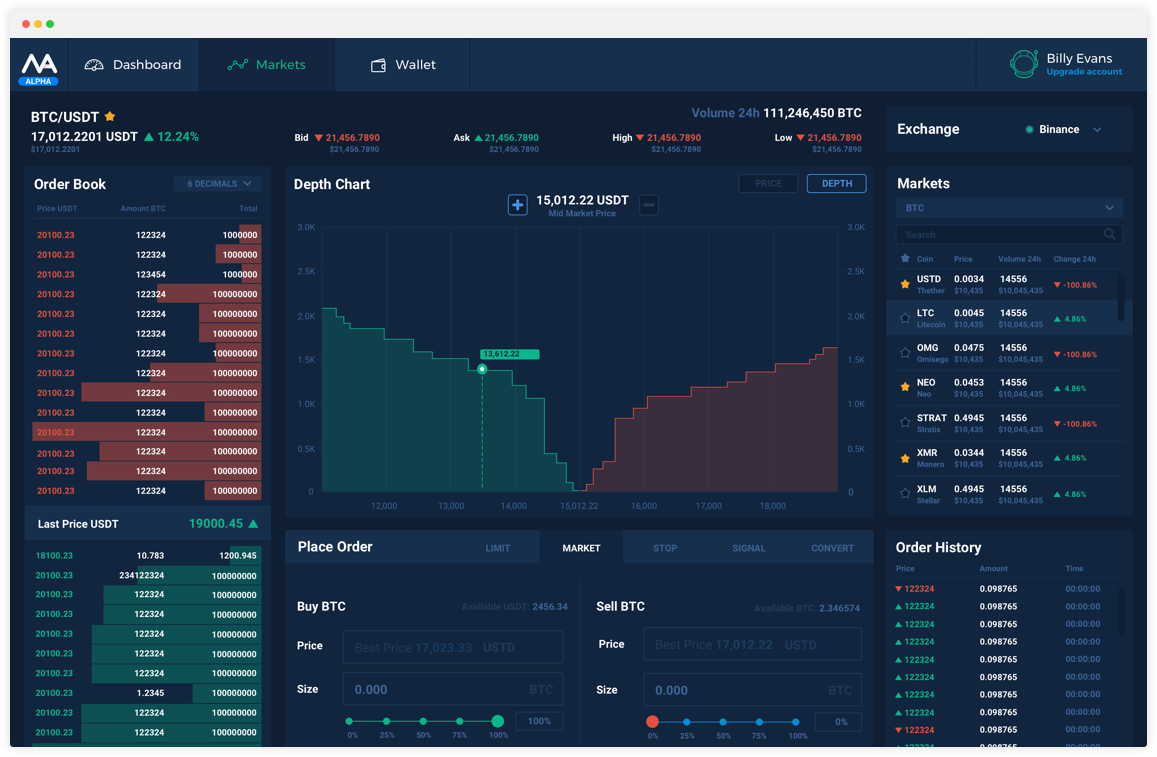 ALPHA
Dashboard
Markets
Wallet
Billy Evans
Upgrade account
BTC/USDT
17,012.2201 USDT 12.24%
$17,012.2201
Volume 24h 111,246,450 BTC
Bid 21,456.7890
$21,456.7890
Ask 21,456.7890
$21,456.7890
High 21,456.7890
$21,456.7890
Low 21,456.7890
$21,456.7890
Exchange
Binance
Order Book
6 DECIMALS
Price USDT Amount BTC Total
20100.23 122324 1000000
20100.23 122324 1000000
20100.23 123454 1000000
20100.23 122324 100000000
20100.23 122324 100000000
20100.23 122324 100000000
20100.23 122324 100000000
20100.23 122324 100000000
20100.23 122324 100000000
20100.23 122324 100000000
20100.23 122324 100000000
20100.23 122324 100000000
20100.23 122324 100000000
20100.23 122324 100000000
Last Price USDT 19000.45
18100.23 10.783 1200.945
20100.23 234122324 100000000
20100.23 122324 100000000
20100.23 122324 100000000
20100.23 122324 100000000
20100.23 122324 100000000
20100.23 122324 100000000
20100.23 1.2345 100000000
20100.23 122324 100000000
20100.23 122324 100000000
Depth Chart
PRICE
DEPTH
15,012.22 USDT
Mid Market Price
3.0K 3.0K
2.5K 2.5K
2.0K 2.0K
1.5K 1.5K
1.0K 1.0K
0.5K 0.5K
0 0
13,612.22
12,000 13,000 14,000 15,012.22 16,000 17,000 18,000
Place Order
LIMIT
MARKET
STOP
SIGNAL
CONVERT
Buy BTC
Available USDT: 2456.34
Price
Best Price 17,023.33 USTD
Size
0.000 BTC
100%
0% 25% 50% 75% 100%
Sell BTC
Available BTC: 2.346574
Price
Best Price 17,012.22 USTD
Size
0.000 BTC
0%
0% 25% 50% 75% 100%
Markets
BTC
Search
Coin Price Volume 24h Change 24h
USTD 0.0034 14556 -100.86%
Thether $10,435 $10,045,435
LTC 0.0045 14556 4.86%
Litecoin $10,435 $10,045,435
OMG 0.0475 14556 -100.86%
Omisego $10,435 $10,045,435
NEO 0.0453 14556 4.86%
Neo $10,435 $10,045,435
STRAT 0.4945 14556 -100.86%
Stratis $10,435 $10,045,435
XMR 0.0344 14556 4.86%
Monero $10,435 $10,045,435
XLM 0.4945 14556 4.86%
Stellar $10,435 $10,045,435
Order History
Price Amount Time
122324 0.098765 00:00:00
122324 0.098765 00:00:00
122324 0.098765 00:00:00
122324 0.098765 00:00:00
122324 0.098765 00:00:00
122324 0.098765 00:00:00
122324 0.098765 00:00:00
122324 0.098765 00:00:00
122324 0.098765 00:00:00